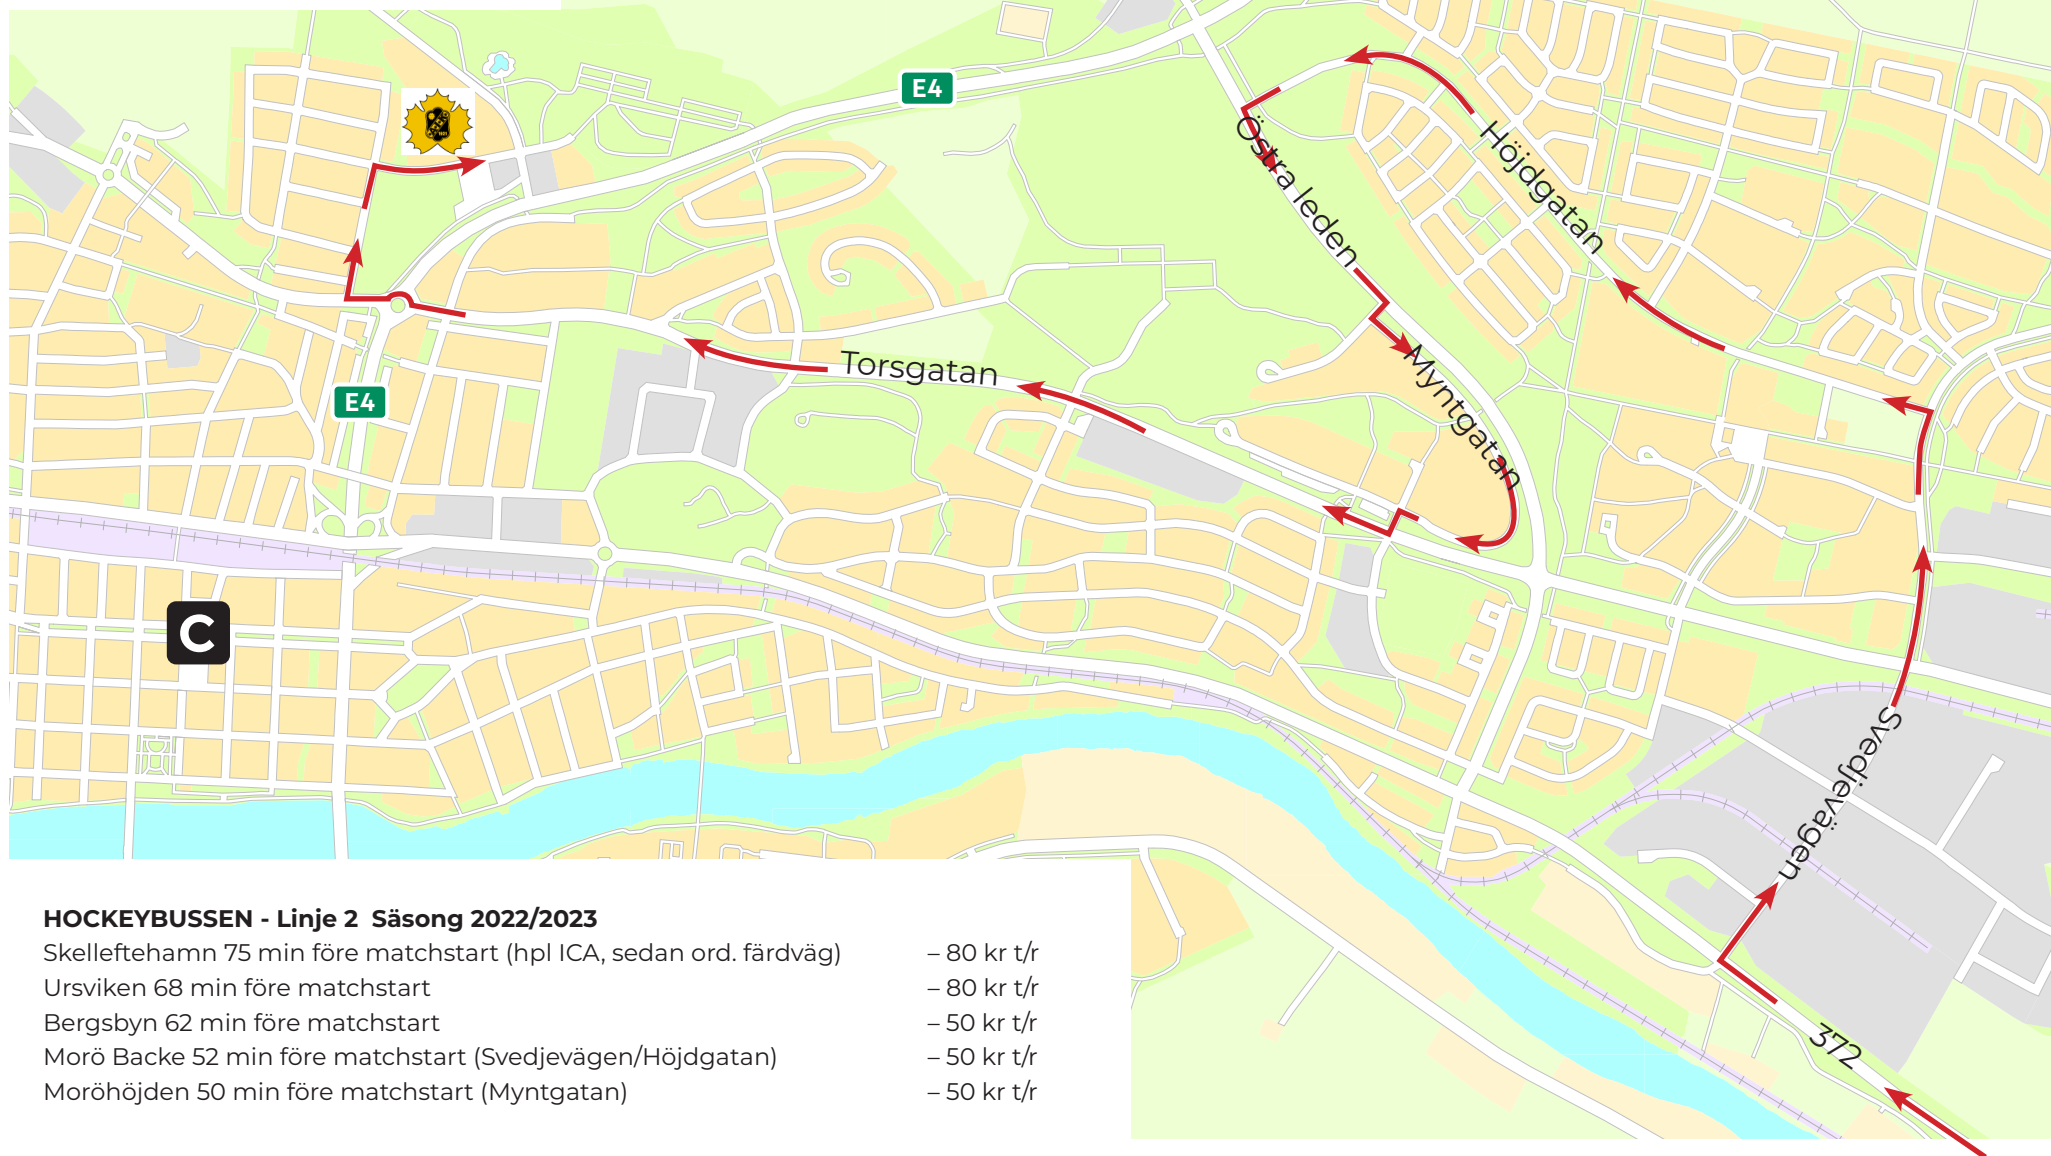 E4
Östra leden
Höjdgatan
Torsgatan
Myntgatan
E4
C
Svedjevägen
372
HOCKEYBUSSEN - Linje 2 Säsong 2022/2023
Skelleftehamn 75 min före matchstart (hpl ICA, sedan ord. färdväg) – 80 kr t/r
Ursviken 68 min före matchstart – 80 kr t/r
Bergsbyn 62 min före matchstart – 50 kr t/r
Morö Backe 52 min före matchstart (Svedjevägen/Höjdgatan) – 50 kr t/r
Moröhöjden 50 min före matchstart (Myntgatan) – 50 kr t/r